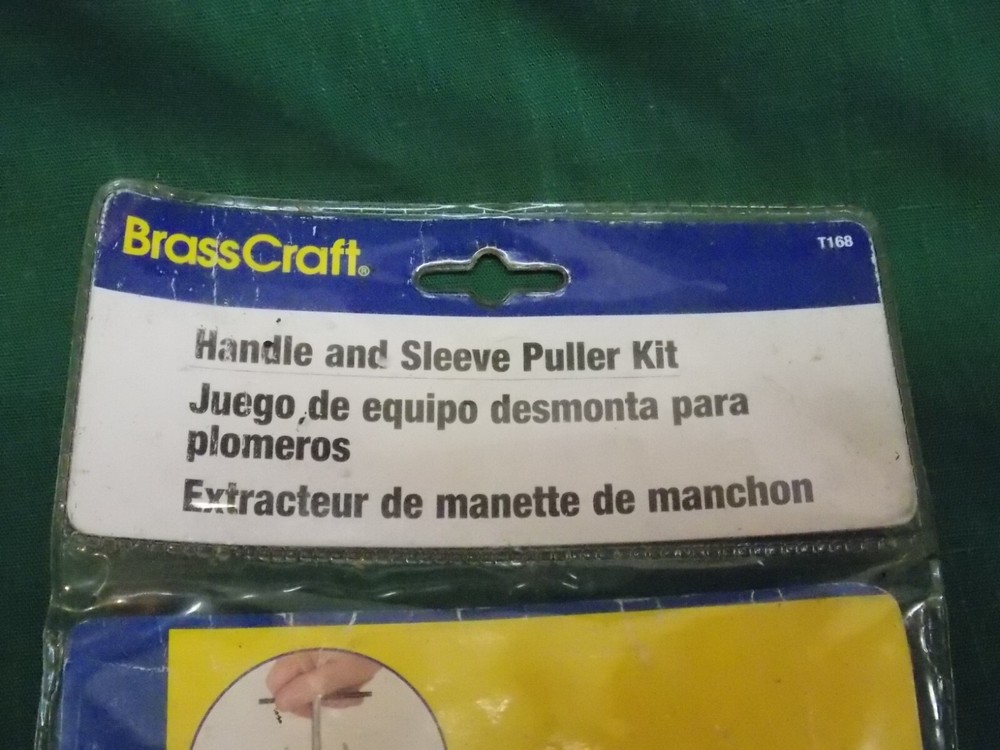 BrassCraft®
T168
Handle and Sleeve Puller Kit
Juego de equipo desmonta para
plomeros
Extracteur de manette de manchon